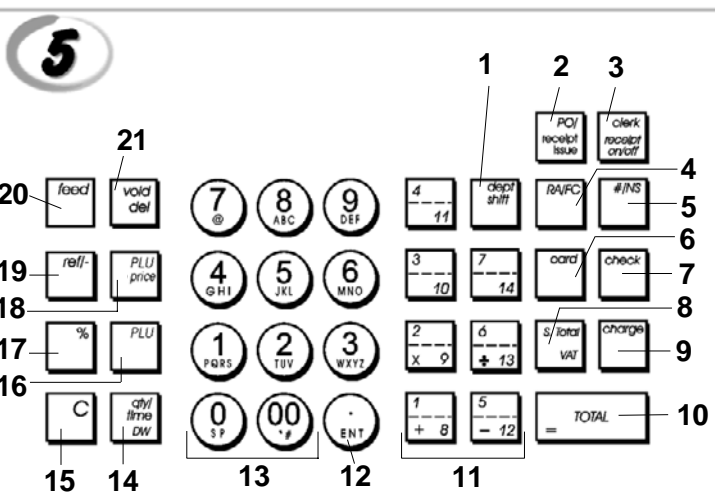 5
1 2 3
PO/ receipt issue
clerk receipt on/off
21
20 feed
void del
7 @
8 ABC
9 DEF
4 11
dept shift
RA/FC
#/NS
4
5
6
19 ref/-
PLU price
18
4 GHI
5 JKL
6 MNO
3 10
7 14
card
check
7
8
17 %
PLU
16
1 PQRS
2 TUV
3 WXYZ
2 x 9
6 ÷ 13
S. Total VAT
charge
9
C
qty/ time DW
0 SP
00 '#
. ENT
1 + 8
5 - 12
= TOTAL
10
15 14 13 12 11